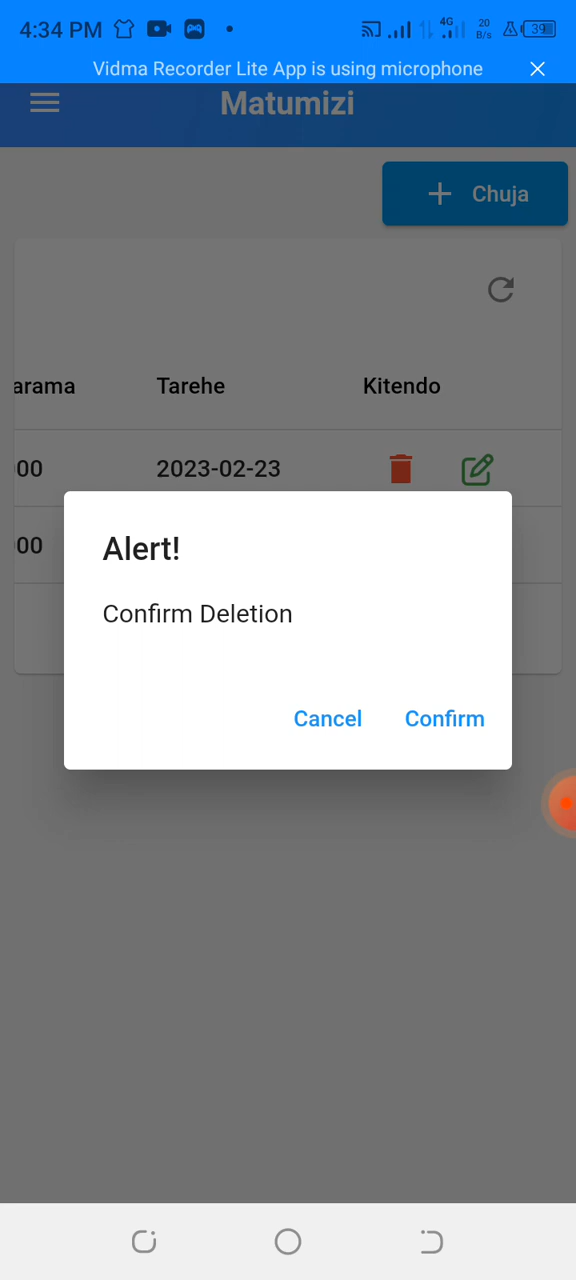 4:34 PM 4G 20 B/s 39
Vidma Recorder Lite App is using microphone
Matumizi
Chuja
arama Tarehe Kitendo
00 2023-02-23
00
Alert!
Confirm Deletion
Cancel Confirm